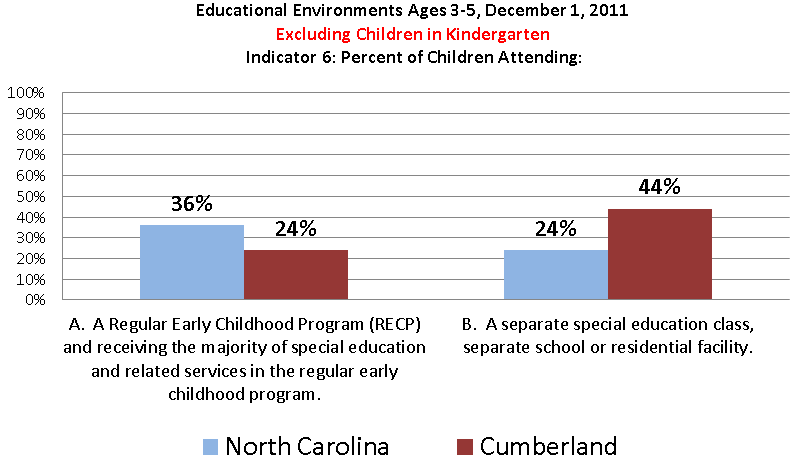 Educational Environments Ages 3-5, December 1, 2011
Excluding Children in Kindergarten
Indicator 6: Percent of Children Attending:
100%
90%
80%
70%
60%
50%
40%
30%
20%
10%
0%
36%
24%
24%
44%
A. A Regular Early Childhood Program (RECP)
and receiving the majority of special education
and related services in the regular early
childhood program.
B. A separate special education class,
separate school or residential facility.
North Carolina
Cumberland